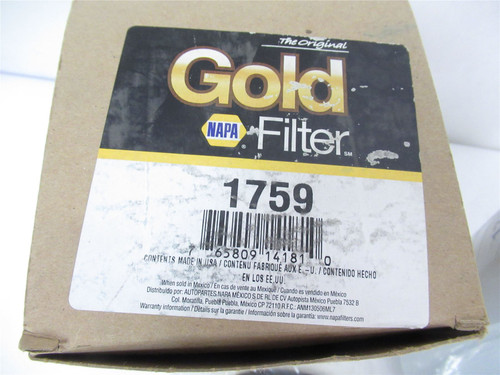 The Original
Gold
NAPA Filter SM
1759
7 65809 14181 0
CONTENTS MADE IN USA / CONTENU FABRIQUÉ AUX É.-U. / CONTENIDO HECHO
EN LOS EE.UU.
When sold in Mexico / En cas de vente au Mexique / Cuando es vendido en México
Distribuido por: AUTOPARTES NAPA MÉXICO S DE RL DE CV Autopista México Puebla 7532 B
Col. Moxatilla, Puebla Puebla, México CP 72110 R.F.C.: ANM130506ML7
Warranty information / Détails sur la garantie / Información sobre la garantía: www.napafilters.com